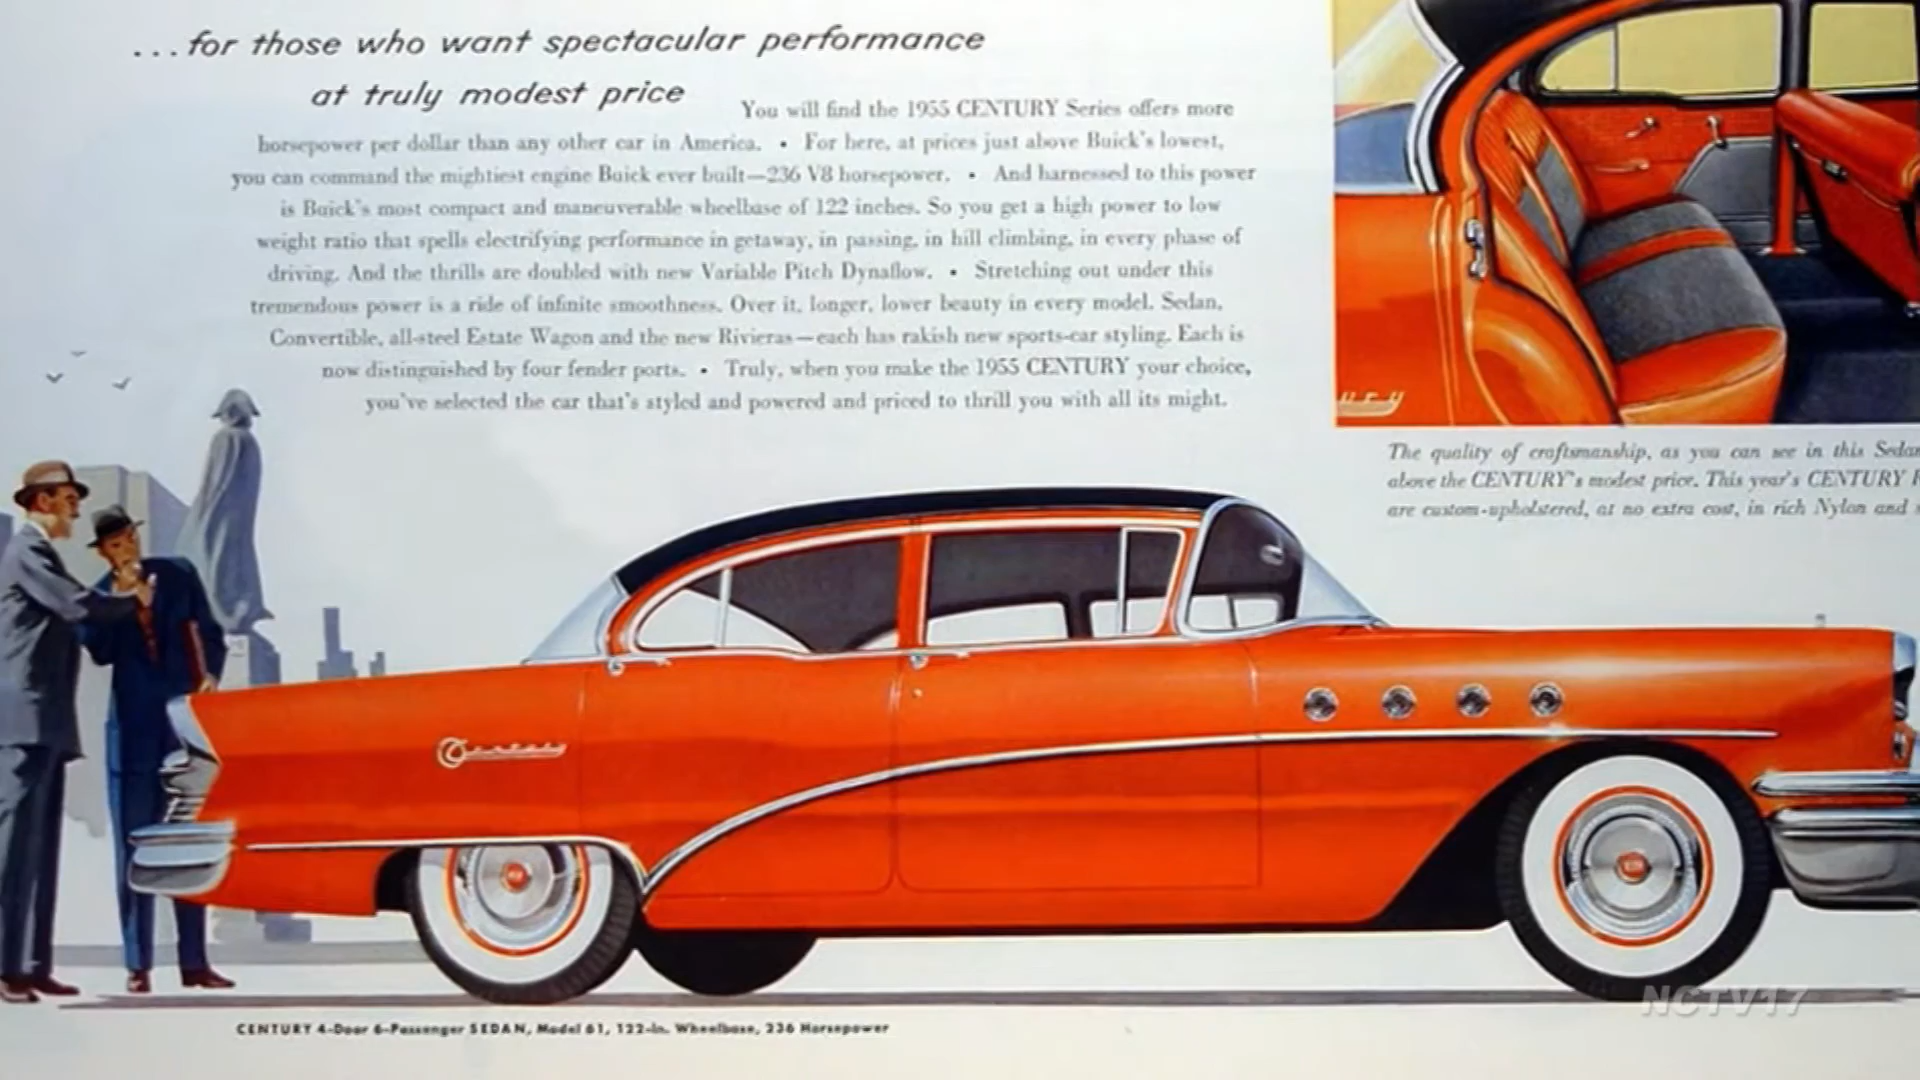 ...for those who want spectacular performance
at truly modest price
You will find the 1955 CENTURY Series offers more
horsepower per dollar than any other car in America. • For here, at prices just above Buick's lowest,
you can command the mightiest engine Buick ever built—236 V8 horsepower. • And harnessed to this power
is Buick's most compact and maneuverable wheelbase of 122 inches. So you get a high power to low
weight ratio that spells electrifying performance in getaway, in passing, in hill climbing, in every phase of
driving. And the thrills are doubled with new Variable Pitch Dynaflow. • Stretching out under this
tremendous power is a ride of infinite smoothness. Over it, longer, lower beauty in every model. Sedan,
Convertible, all-steel Estate Wagon and the new Rivieras—each has rakish new sports-car styling. Each is
now distinguished by four fender ports. • Truly, when you make the 1955 CENTURY your choice,
you've selected the car that's styled and powered and priced to thrill you with all its might.
ury
The quality of craftsmanship, as you can see in this Sedan
above the CENTURY's modest price. This year's CENTURY
are custom-upholstered, at no extra cost, in rich Nylon and
Century
CENTURY 4-Door 6-Passenger SEDAN, Model 61, 122-in. Wheelbase, 236 Horsepower
NCTV17